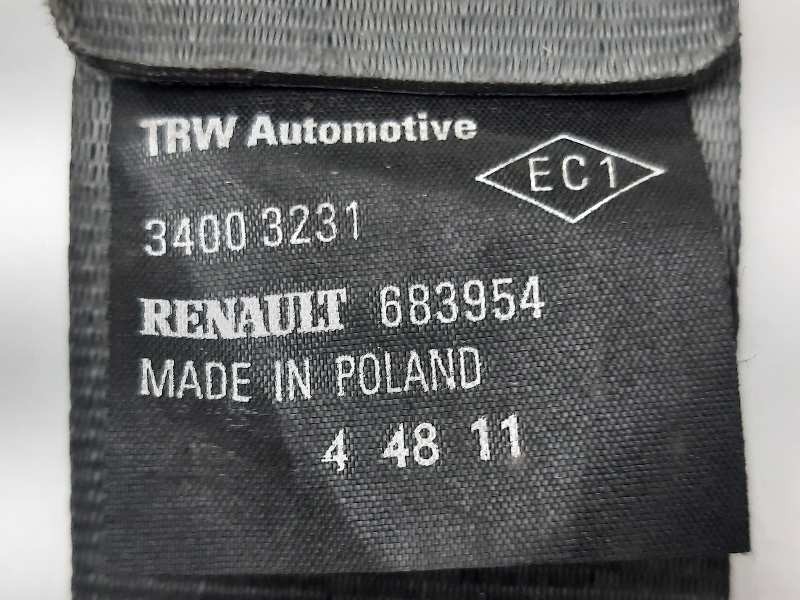 TRW Automotive
EC1
3400 3231
RENAULT 683954
MADE IN POLAND
4 48 11